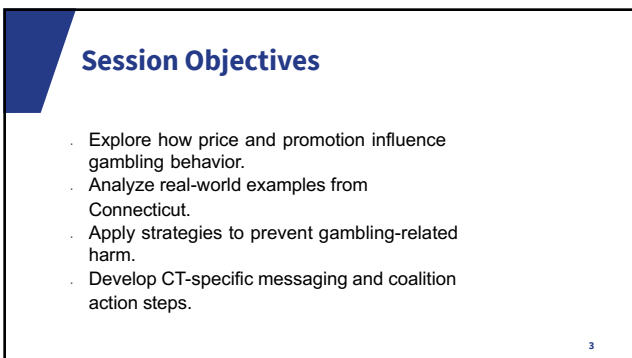 Session Objectives
. Explore how price and promotion influence
gambling behavior.
. Analyze real-world examples from
Connecticut.
. Apply strategies to prevent gambling-related
harm.
. Develop CT-specific messaging and coalition
action steps.
3